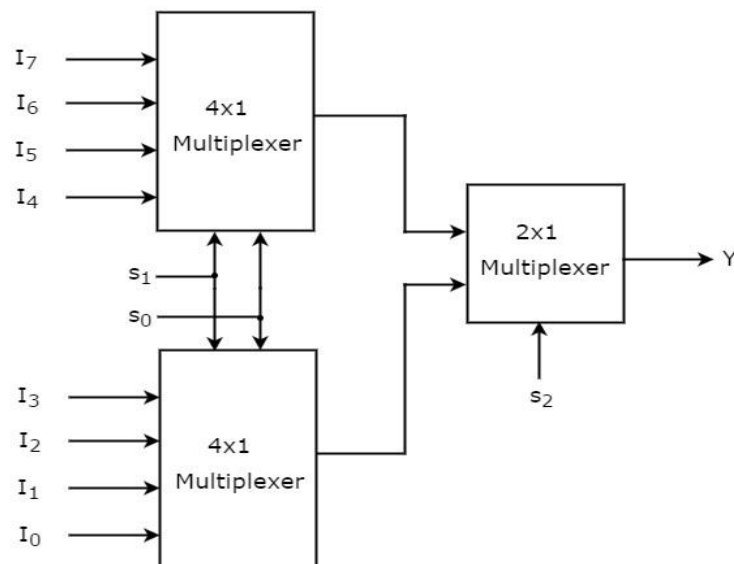 I7
I6
I5
I4
4x1
Multiplexer
s1
s0
I3
I2
I1
I0
4x1
Multiplexer
2x1
Multiplexer
s2
Y